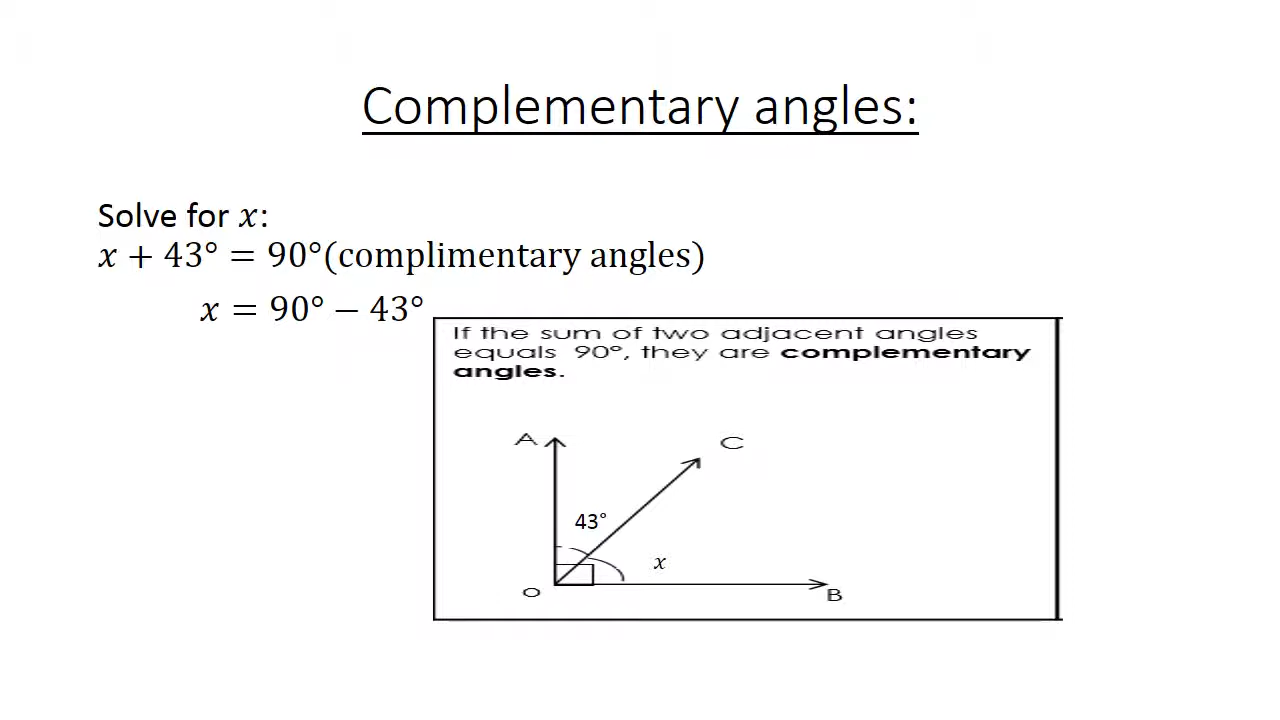 Complementary angles:
Solve for x:
x + 43° = 90°(complimentary angles)
x = 90° − 43°
If the sum of two adjacent angles
equals 90°, they are complementary
angles.
A
C
43°
x
O
B